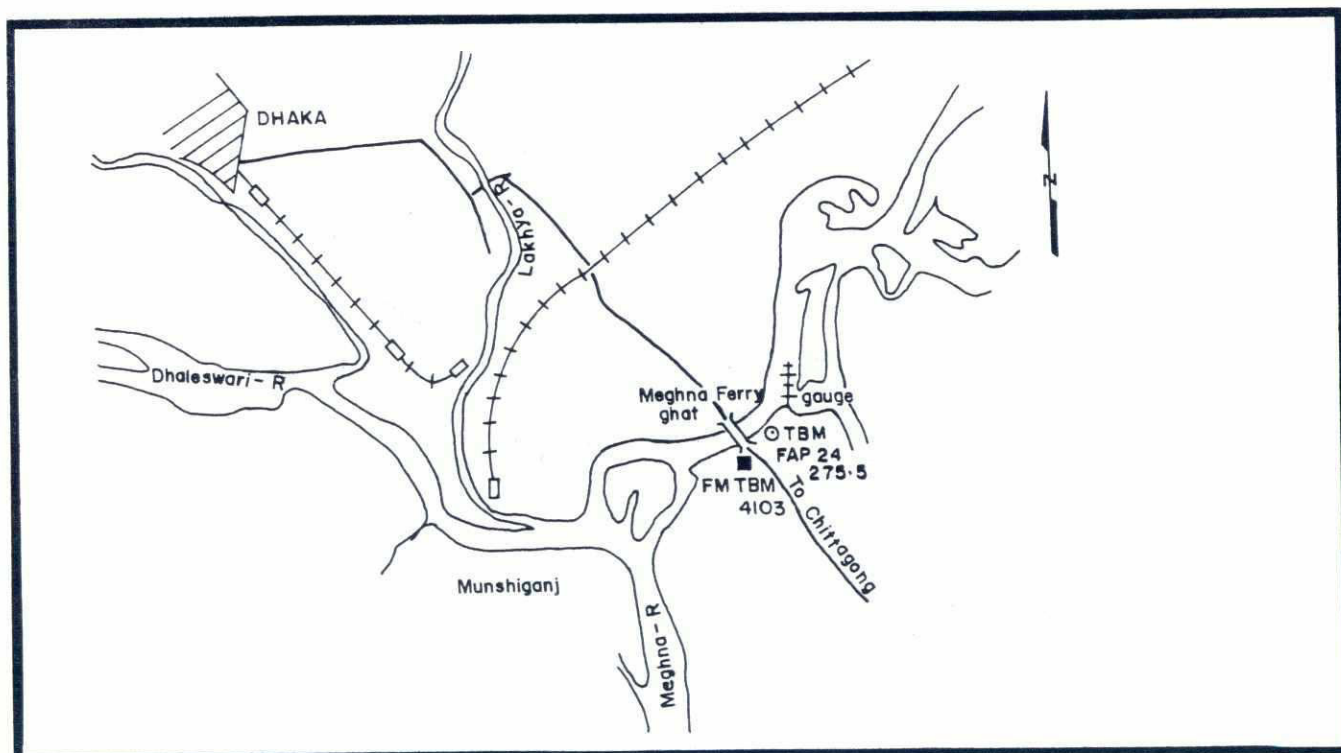 DHAKA
Lakhya-R
N
Dhaleswari-R
Meghna Ferry
ghat
gauge
TBM
FAP 24
275.5
FM TBM
4103
To Chittagong
Munshiganj
Meghna-R